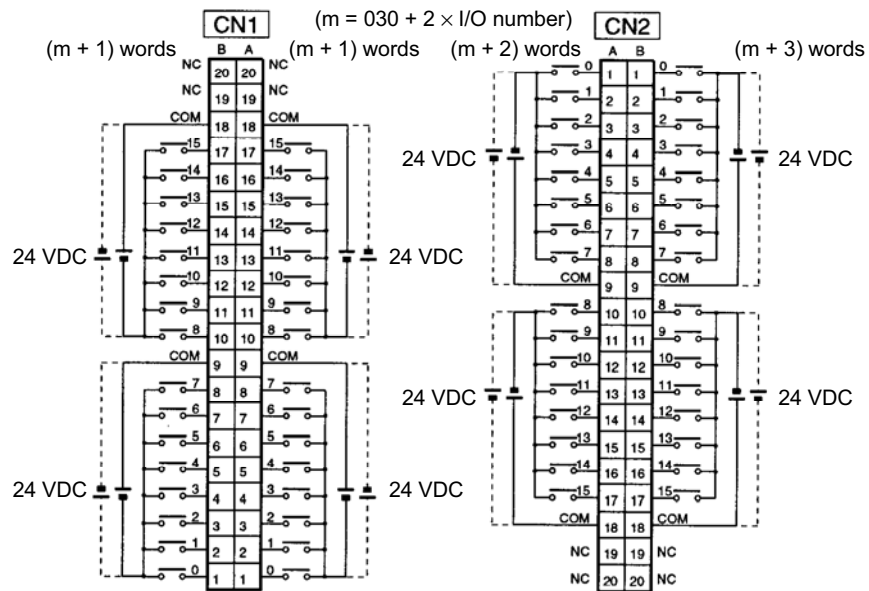 (m = 030 + 2 × I/O number)
CN1
(m + 1) words B A (m + 1) words
NC 20 20 NC
NC 19 19 NC
COM 18 18 COM
15 17 17 15
14 16 16 14
13 15 15 13
12 14 14 12
24 VDC 11 13 13 11 24 VDC
10 12 12 10
9 11 11 9
8 10 10 8
COM 9 9 COM
7 8 8 7
6 7 7 6
5 6 6 5
4 5 5 4
24 VDC 3 4 4 3 24 VDC
2 3 3 2
1 2 2 1
0 1 1 0
CN2
(m + 2) words A B (m + 3) words
0 1 1 0
1 2 2 1
2 3 3 2
24 VDC 3 4 4 3 24 VDC
4 5 5 4
5 6 6 5
6 7 7 6
7 8 8 7
COM 9 9 COM
8 10 10 8
9 11 11 9
10 12 12 10
24 VDC 11 13 13 11 24 VDC
12 14 14 12
13 15 15 13
14 16 16 14
15 17 17 15
COM 18 18 COM
NC 19 19 NC
NC 20 20 NC